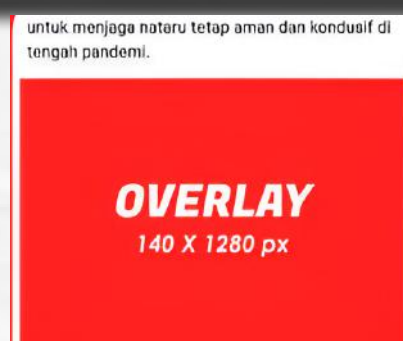 untuk menjaga nataru tetap aman dan kondusif di
tengah pandemi.
OVERLAY
140 X 1280 px